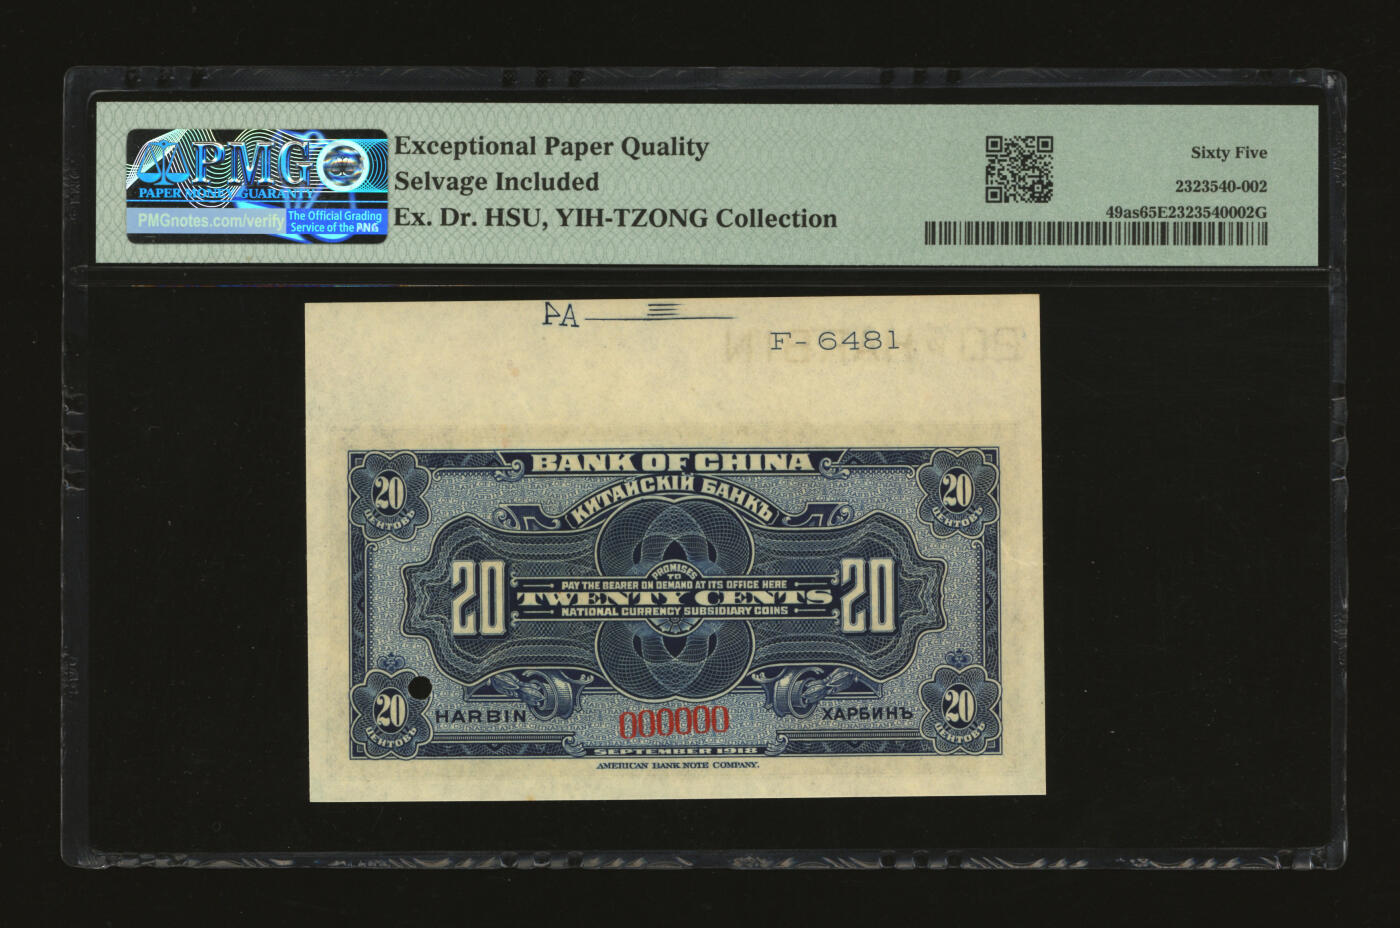 PMG
PAPER MONEY GUARANTY
PMGnotes.com/verify
The Official Grading
Service of the PNG
Exceptional Paper Quality
Selvage Included
Ex. Dr. HSU, YIH-TZONG Collection
Sixty Five
2323540-002
49as65E2323540002G
F-6481
BANK OF CHINA
КИТАЙСКІЙ БАНКЪ
20
ЦЕНТОВЪ
20
ЦЕНТОВЪ
PROMISES
TO
PAY THE BEARER ON DEMAND AT ITS OFFICE HERE
20 TWENTY CENTS 20
NATIONAL CURRENCY SUBSIDIARY COINS
20
ЦЕНТОВЪ
HARBIN
000000
ХАРБИНЪ
20
ЦЕНТОВЪ
SEPTEMBER 1918
AMERICAN BANK NOTE COMPANY.